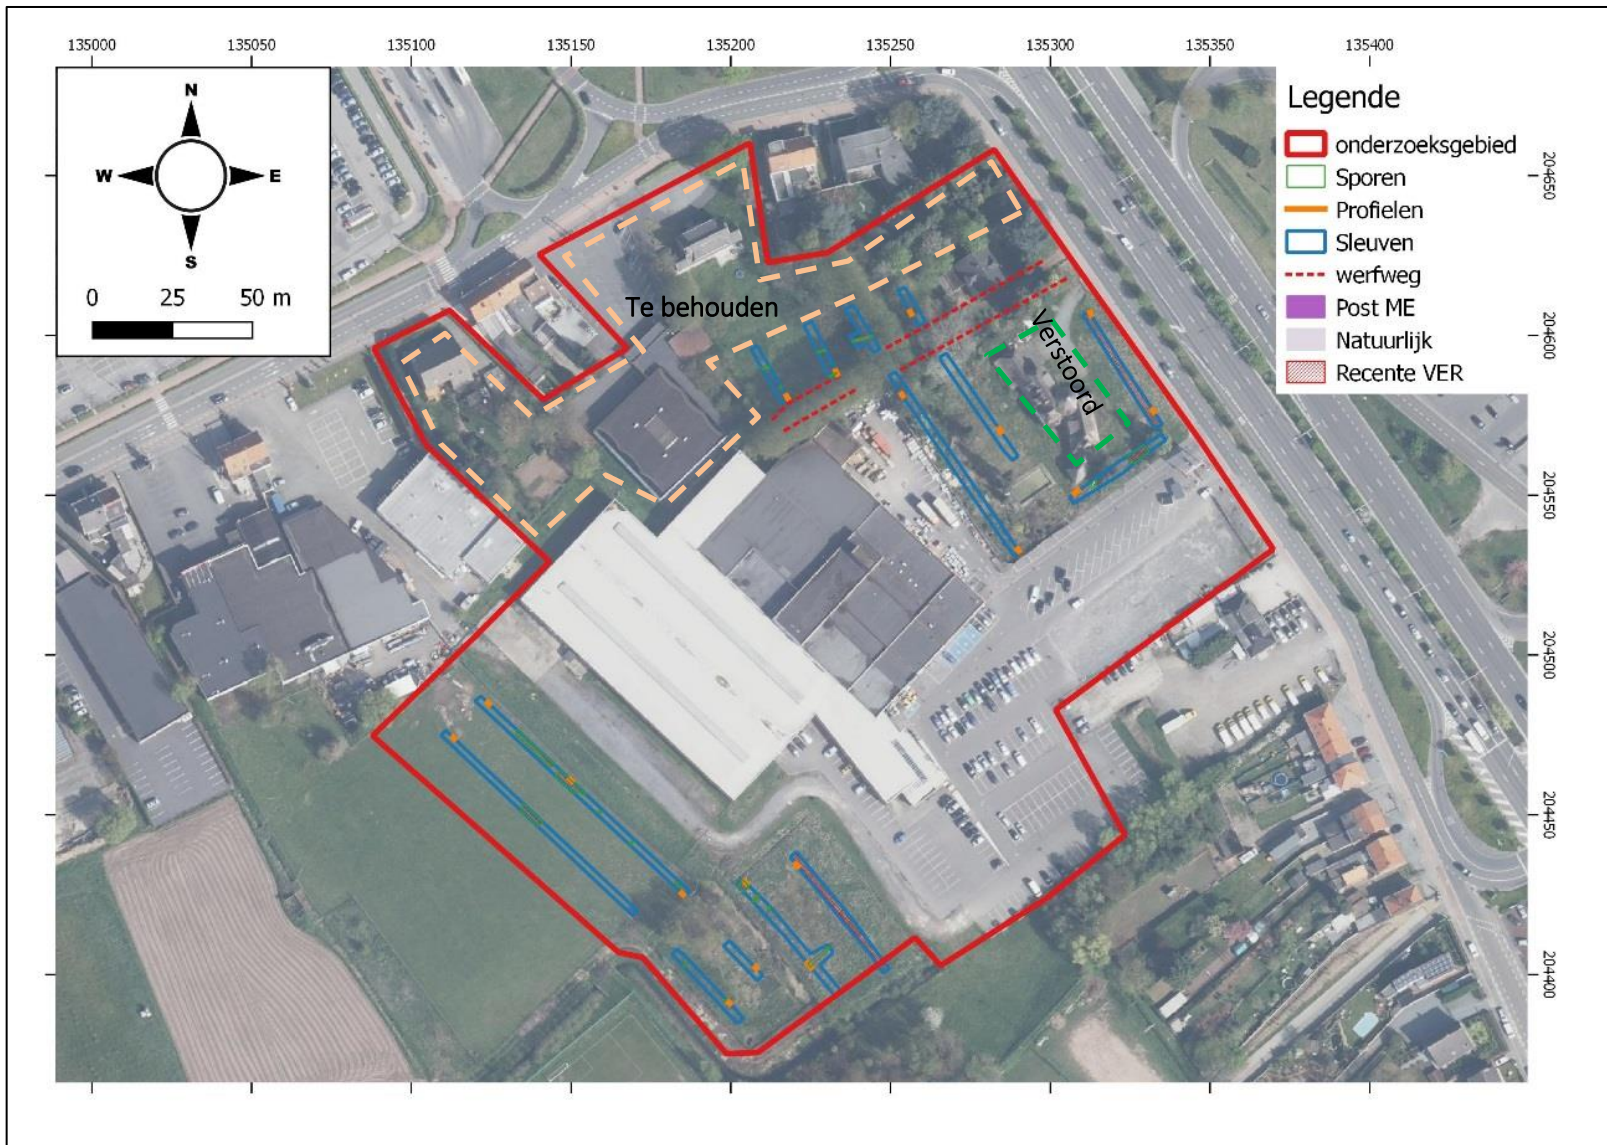 135000 135050 135100 135150 135200 135250 135300 135350 135400
N
W E
S
0 25 50 m
Legende
onderzoeksgebied
Sporen
Profielen
Sleuven
werfweg
Post ME
Natuurlijk
Recente VER
204650
204600
204550
204500
204450
204400
Te behouden
Verstoord